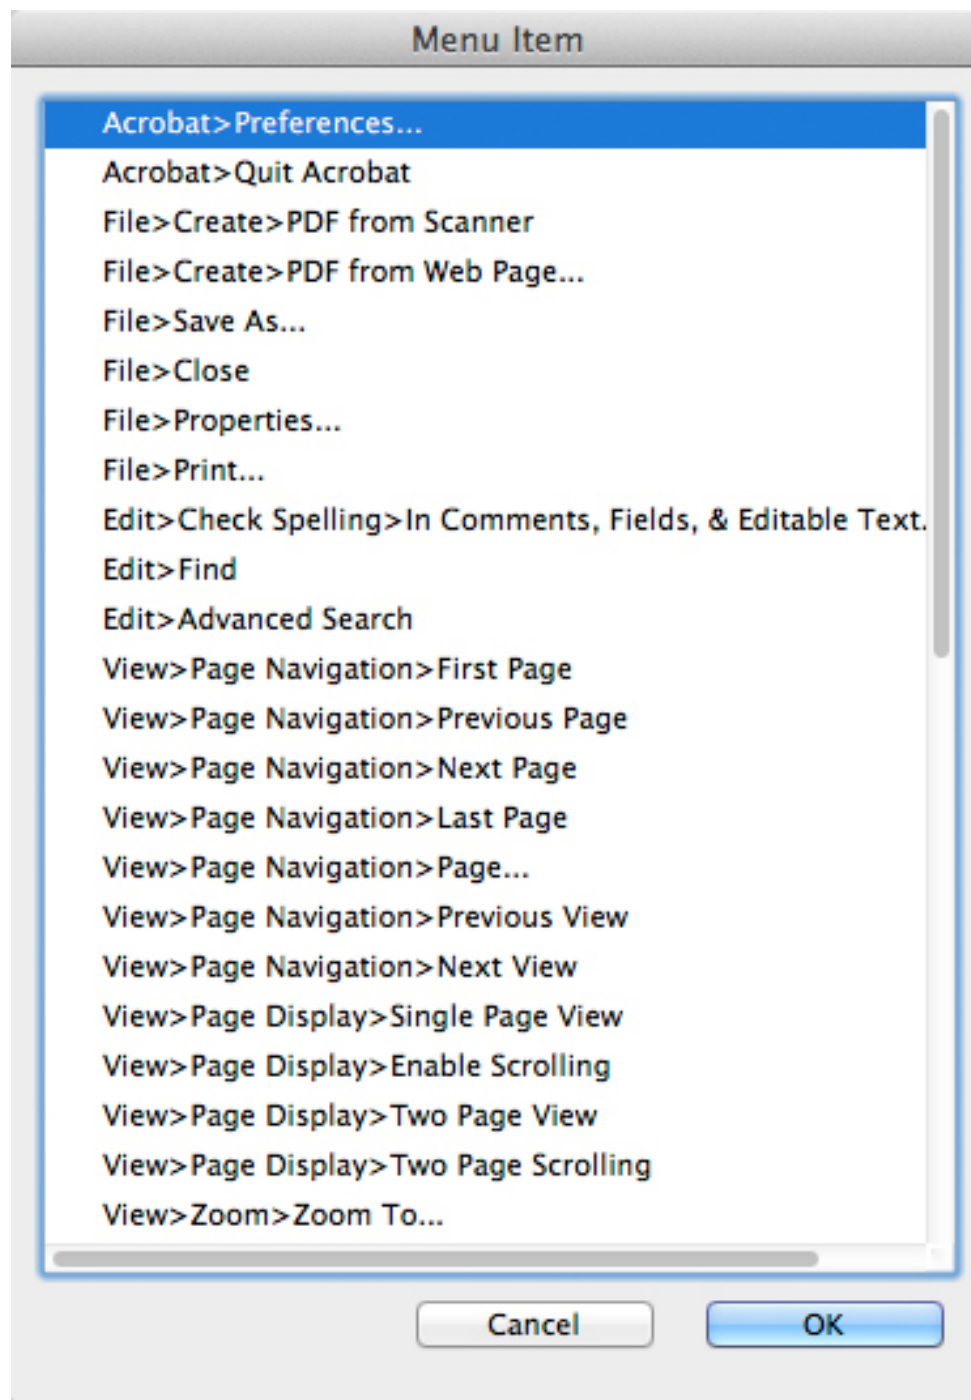 Menu Item
Acrobat>Preferences...
Acrobat>Quit Acrobat
File>Create>PDF from Scanner
File>Create>PDF from Web Page...
File>Save As...
File>Close
File>Properties...
File>Print...
Edit>Check Spelling>In Comments, Fields, & Editable Text.
Edit>Find
Edit>Advanced Search
View>Page Navigation>First Page
View>Page Navigation>Previous Page
View>Page Navigation>Next Page
View>Page Navigation>Last Page
View>Page Navigation>Page...
View>Page Navigation>Previous View
View>Page Navigation>Next View
View>Page Display>Single Page View
View>Page Display>Enable Scrolling
View>Page Display>Two Page View
View>Page Display>Two Page Scrolling
View>Zoom>Zoom To...
Cancel OK